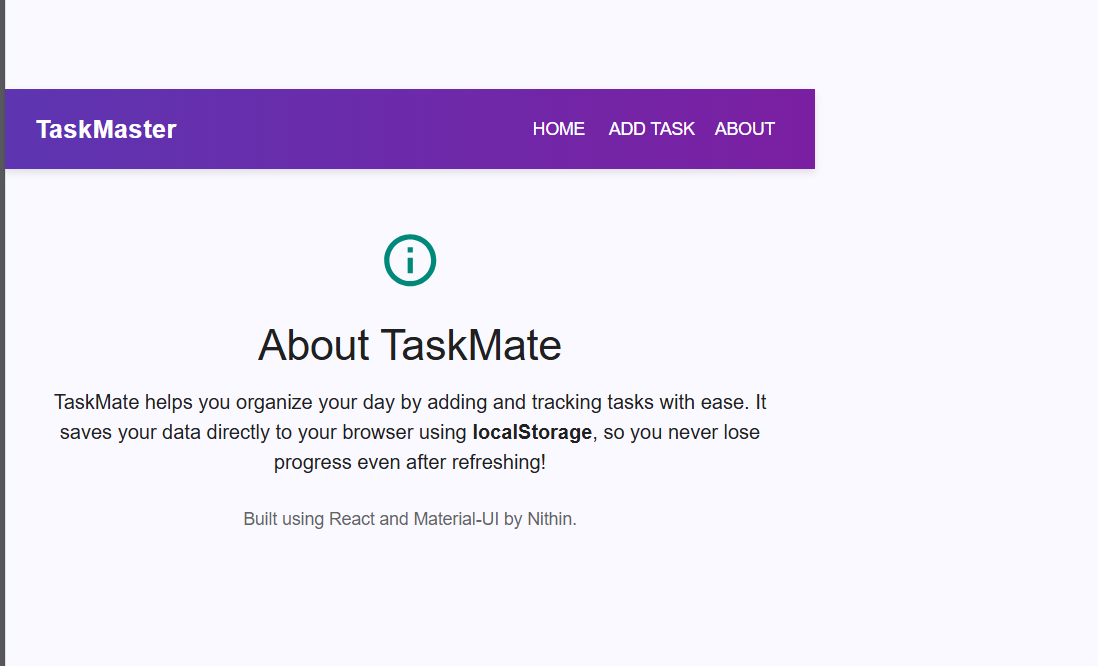 TaskMaster HOME ADD TASK ABOUT
About TaskMate
TaskMate helps you organize your day by adding and tracking tasks with ease. It
saves your data directly to your browser using localStorage, so you never lose
progress even after refreshing!
Built using React and Material-UI by Nithin.